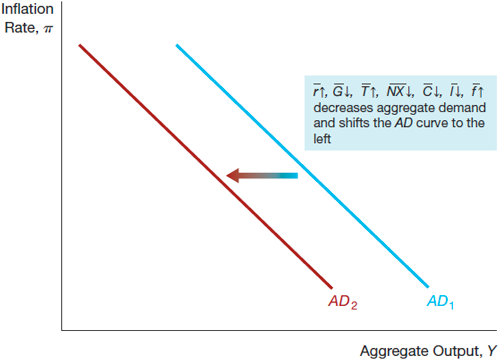 Inflation
Rate, π
r̅↑, G̅↓, T̅↑, N̅X̅↓, C̅↓, I̅↓, f̅↑
decreases aggregate demand
and shifts the AD curve to the
left
AD₂
AD₁
Aggregate Output, Y